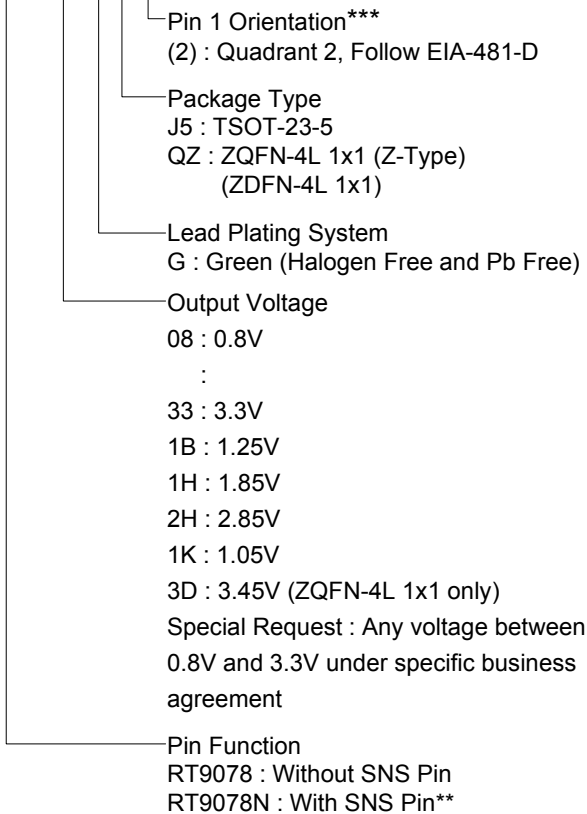 Pin 1 Orientation***
(2) : Quadrant 2, Follow EIA-481-D
Package Type
J5 : TSOT-23-5
QZ : ZQFN-4L 1x1 (Z-Type)
(ZDFN-4L 1x1)
Lead Plating System
G : Green (Halogen Free and Pb Free)
Output Voltage
08 : 0.8V
:
33 : 3.3V
1B : 1.25V
1H : 1.85V
2H : 2.85V
1K : 1.05V
3D : 3.45V (ZQFN-4L 1x1 only)
Special Request : Any voltage between
0.8V and 3.3V under specific business
agreement
Pin Function
RT9078 : Without SNS Pin
RT9078N : With SNS Pin**